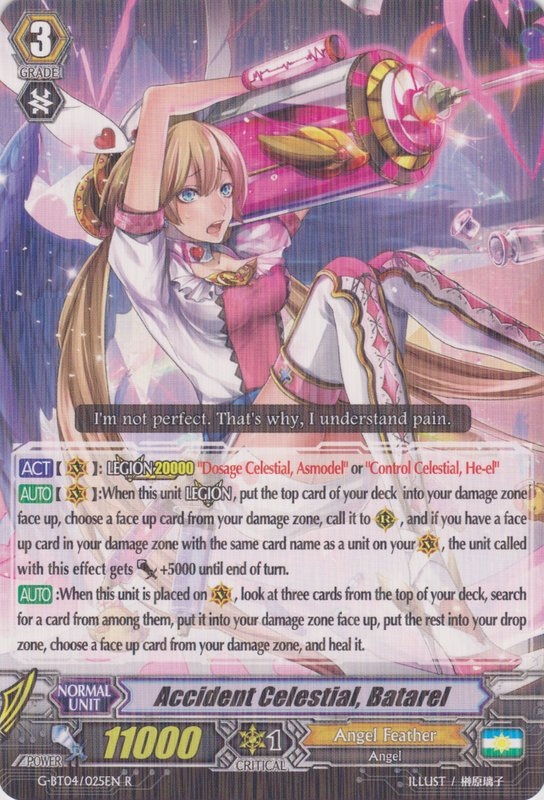 3
GRADE
I'm not perfect. That's why, I understand pain.
ACT【 】: LEGION 20000 "Dosage Celestial, Asmodel" or "Control Celestial, He-el"
AUTO【 】:When this unit LEGION, put the top card of your deck into your damage zone
face up, choose a face up card from your damage zone, call it to R, and if you have a face
up card in your damage zone with the same card name as a unit on your V, the unit called
with this effect gets +5000 until end of turn.
AUTO :When this unit is placed on V, look at three cards from the top of your deck, search
for a card from among them, put it into your damage zone face up, put the rest into your drop
zone, choose a face up card from your damage zone, and heal it.
NORMAL
UNIT
Accident Celestial, Batarel
POWER
11000
1
CRITICAL
Angel Feather
Angel
G-BT04/025EN R
ILLUST / 榊原瑞子